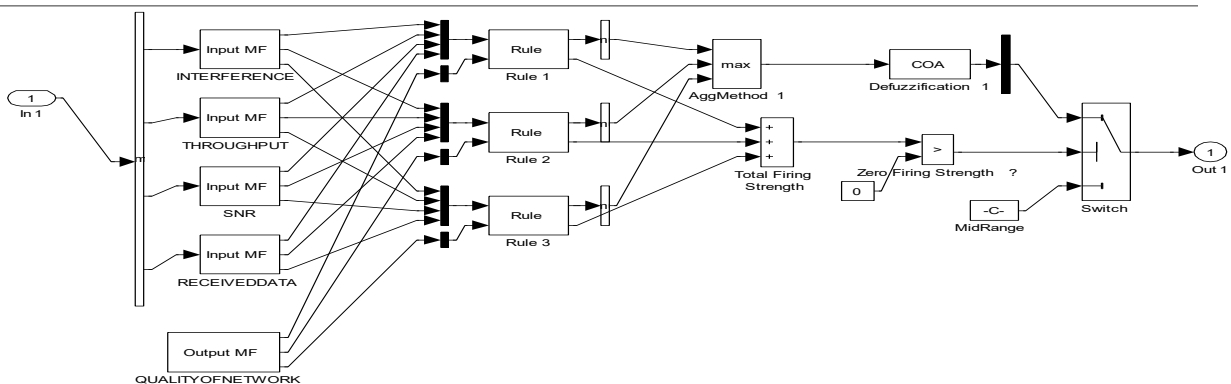 1
In 1
m
Input MF
INTERFERENCE
Input MF
THROUGHPUT
Input MF
SNR
Input MF
RECEIVEDDATA
Output MF
QUALITYOFNETWORK
Rule
Rule 1
Rule
Rule 2
Rule
Rule 3
n
n
n
max
AggMethod 1
+
+
+
Total Firing
Strength
COA
Defuzzification 1
>
Zero Firing Strength ?
0
-C-
MidRange
Switch
1
Out 1